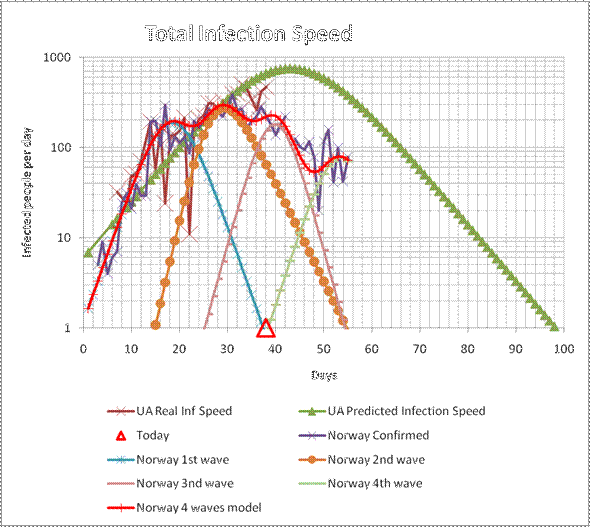 Total Infection Speed
1000
100
10
1
Infected people per day
0 10 20 30 40 50 60 70 80 90 100
Days
UA Real Inf Speed
UA Predicted Infection Speed
Today
Norway Confirmed
Norway 1st wave
Norway 2nd wave
Norway 3nd wave
Norway 4th wave
Norway 4 waves model